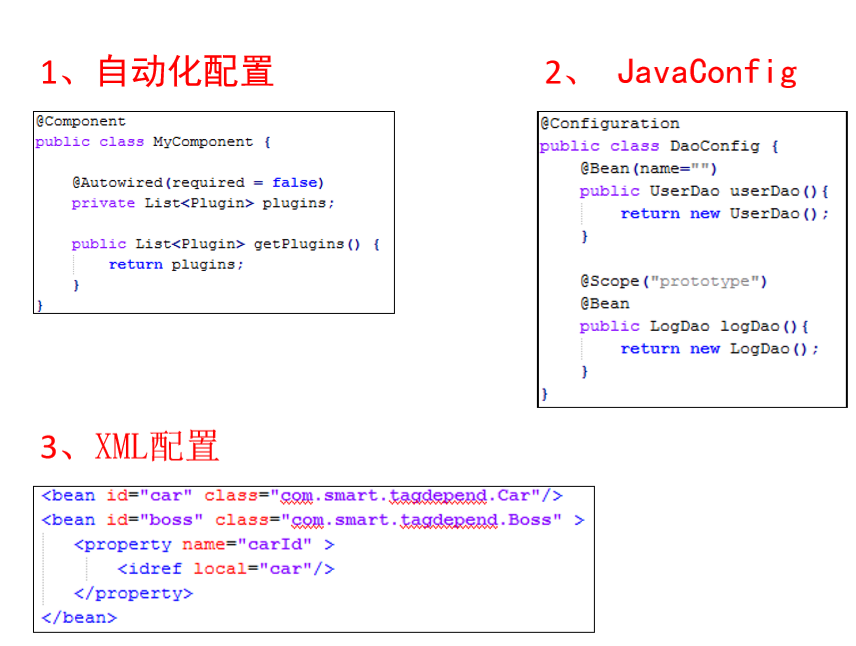 1、自动化配置
@Component
public class MyComponent {
@Autowired(required = false)
private List<Plugin> plugins;
public List<Plugin> getPlugins() {
return plugins;
}
}
2、 JavaConfig
@Configuration
public class DaoConfig {
@Bean(name="")
public UserDao userDao(){
return new UserDao();
}
@Scope("prototype")
@Bean
public LogDao logDao(){
return new LogDao();
}
}
3、XML配置
<bean id="car" class="com.smart.tagdepend.Car"/>
<bean id="boss" class="com.smart.tagdepend.Boss" >
<property name="carId" >
<idref local="car"/>
</property>
</bean>